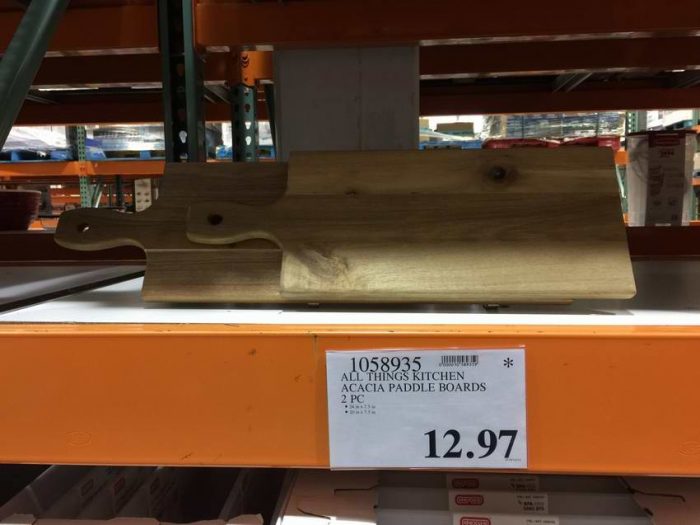 1058935 *
ALL THINGS KITCHEN
ACACIA PADDLE BOARDS
2 PC
12.97